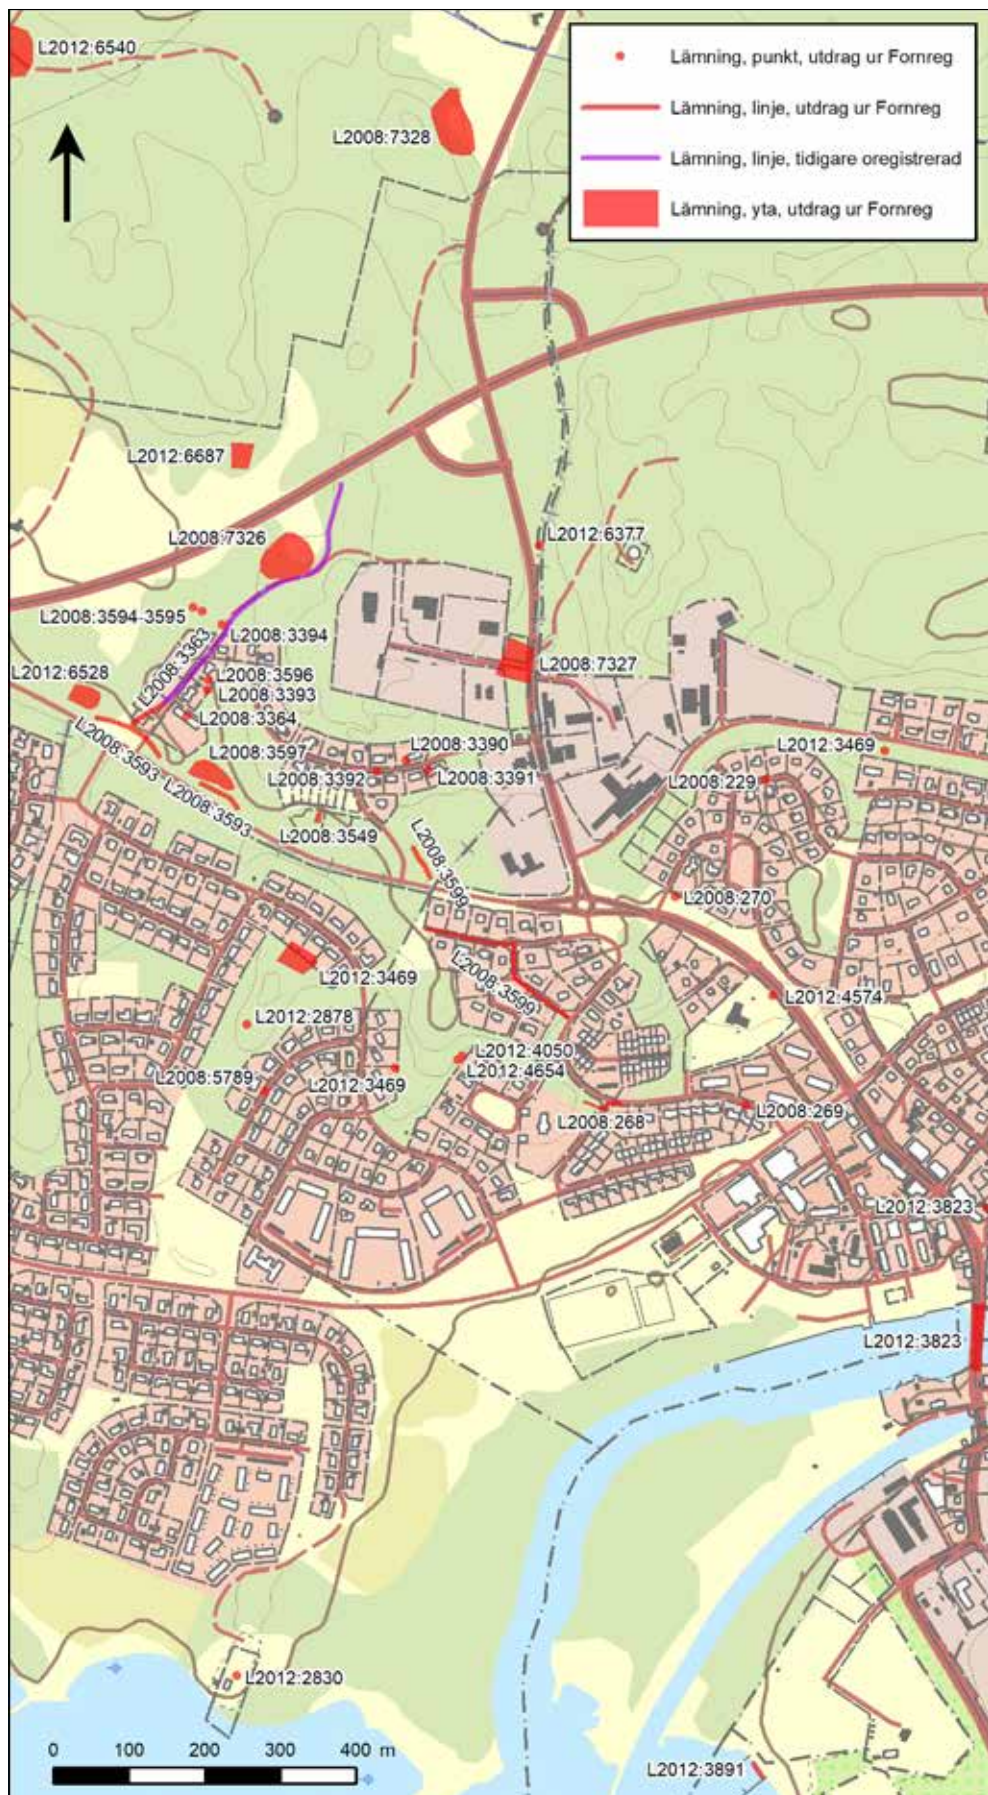 L2012:6540
Lämning, punkt, utdrag ur Fornreg
Lämning, linje, utdrag ur Fornreg
Lämning, linje, tidigare oregistrerad
Lämning, yta, utdrag ur Fornreg
L2008:7328
L2012:6687
L2008:7326
L2012:6377
L2008:3594-3595
L2008:3363
L2008:3394
L2012:6528
L2008:3596
L2008:3393
L2008:7327
L2008:3364
L2008:3593
L2008:3597
L2008:3390
L2008:3392
L2008:3391
L2012:3469
L2008:229
L2008:3593
L2008:3549
L2008:3599
L2008:270
L2012:3469
L2008:3599
L2012:4574
L2012:2878
L2012:4050
L2012:4654
L2008:5789
L2012:3469
L2008:268
L2008:269
L2012:3823
L2012:3823
L2012:2830
0 100 200 300 400 m
L2012:3891